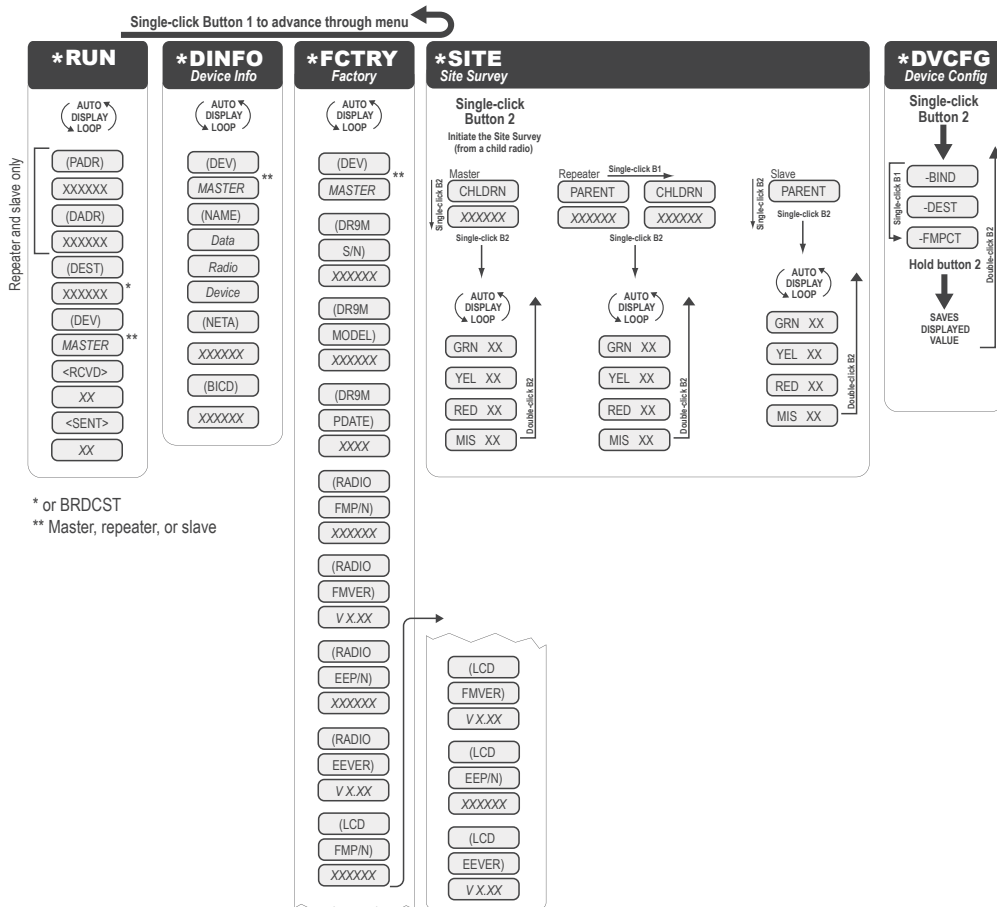 Single-click Button 1 to advance through menu
*RUN
AUTO
DISPLAY
LOOP
Repeater and slave only
(PADR)
XXXXXX
(DADR)
XXXXXX
(DEST)
XXXXXX *
(DEV)
MASTER **
<RCVD>
XX
<SENT>
XX
* or BRDCST
** Master, repeater, or slave
*DINFO
Device Info
AUTO
DISPLAY
LOOP
(DEV)
MASTER **
(NAME)
Data
Radio
Device
(NETA)
XXXXXX
(BICD)
XXXXXX
*FCTRY
Factory
AUTO
DISPLAY
LOOP
(DEV)
MASTER **
(DR9M
S/N)
XXXXXX
(DR9M
MODEL)
XXXXXX
(DR9M
PDATE)
XXXX
(RADIO
FMP/N)
XXXXXX
(RADIO
FMVER)
V X.XX
(RADIO
EEP/N)
XXXXXX
(RADIO
EEVER)
V X.XX
(LCD
FMP/N)
XXXXXX
(LCD
FMVER)
V X.XX
(LCD
EEP/N)
XXXXXX
(LCD
EEVER)
V X.XX
*SITE
Site Survey
Single-click
Button 2
Initiate the Site Survey
(from a child radio)
Master
Single-click B2
CHLDRN
XXXXXX
Single-click B2
AUTO
DISPLAY
LOOP
GRN XX
YEL XX
RED XX
MIS XX
Double-click B2
Repeater
Single-click B1
PARENT
CHLDRN
XXXXXX
XXXXXX
Single-click B2
AUTO
DISPLAY
LOOP
GRN XX
YEL XX
RED XX
MIS XX
Double-click B2
Slave
Single-click B2
PARENT
Single-click B2
AUTO
DISPLAY
LOOP
GRN XX
YEL XX
RED XX
MIS XX
Double-click B2
*DVCFG
Device Config
Single-click
Button 2
Single-click B1
-BIND
-DEST
-FMPCT
Hold button 2
SAVES
DISPLAYED
VALUE
Double-click B2